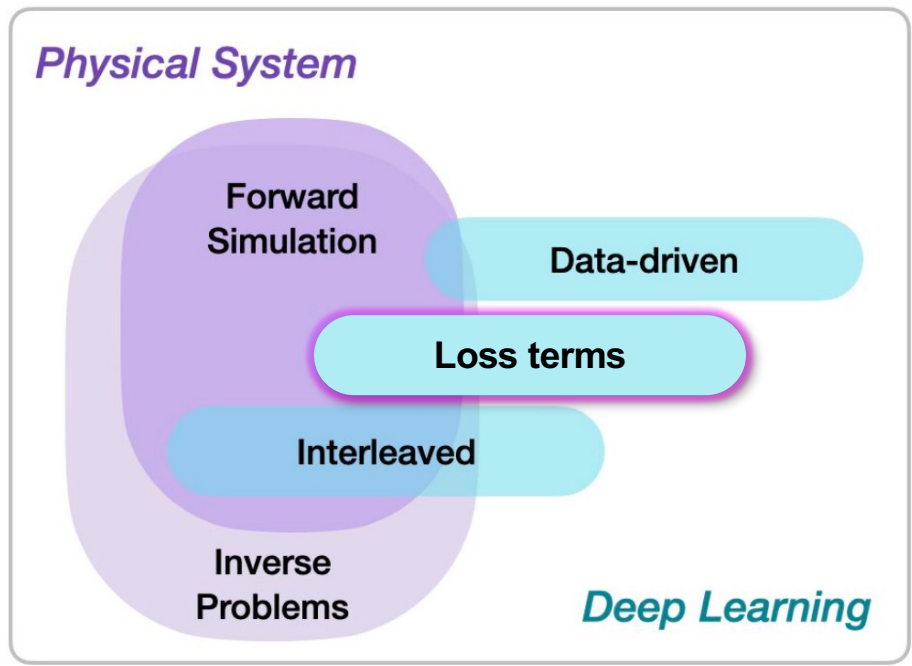 Physical System
Forward
Simulation
Data-driven
Loss terms
Interleaved
Inverse
Problems
Deep Learning